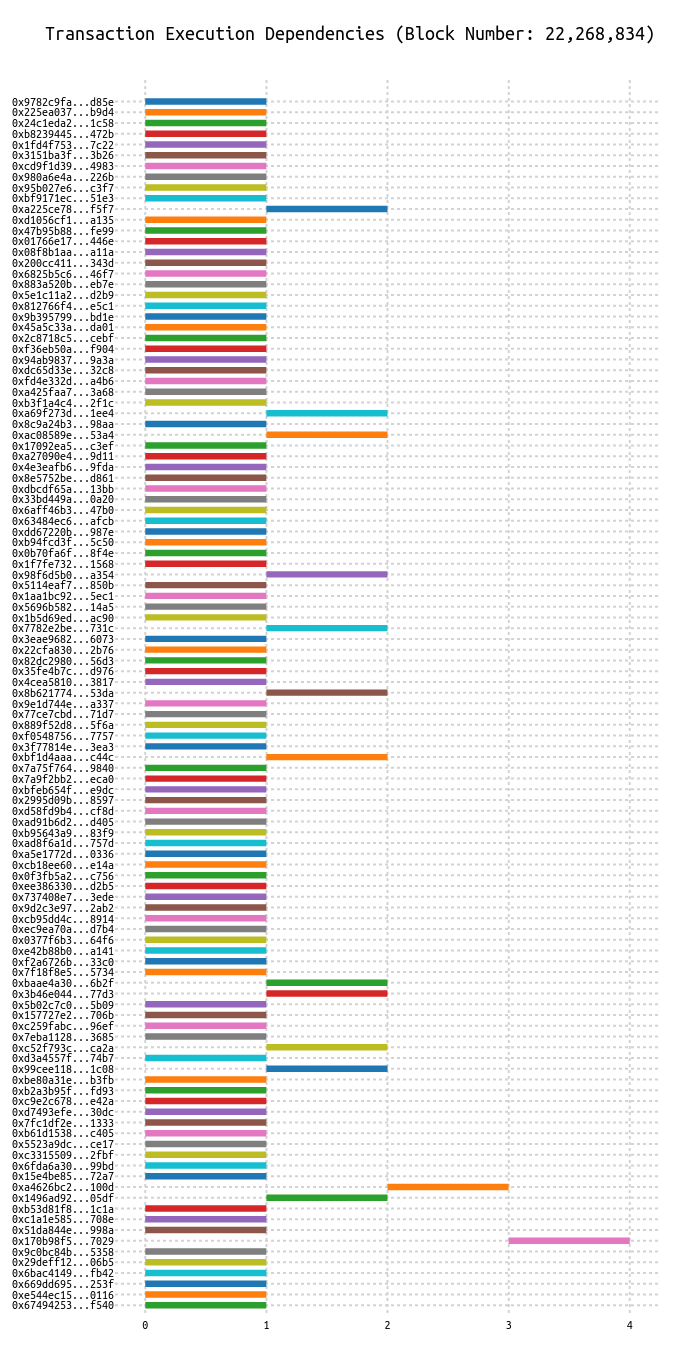 Transaction Execution Dependencies (Block Number: 22,268,834)
0x9782c9fa...d85e
0x225ea037...b9d4
0x24c1eda2...1c58
0xb8239445...472b
0x1fd4f753...7c22
0x3151ba3f...3b26
0xcd9f1d39...4983
0x980a6e4a...226b
0x95b027e6...c3f7
0xbf9171ec...51e3
0xa225ce78...f5f7
0xd1056cf1...a135
0x47b95b88...fe99
0x01766e17...446e
0x08f8b1aa...a11a
0x200cc411...343d
0x6825b5c6...46f7
0x883a520b...eb7e
0x5e1c11a2...d2b9
0x812766f4...e5c1
0x9b395799...bd1e
0x45a5c33a...da01
0x2c8718c5...cebf
0xf36eb50a...f904
0x94ab9837...9a3a
0xdc65d33e...32c8
0xfd4e332d...a4b6
0xa425faa7...3a68
0xb3f1a4c4...2f1c
0xa69f273d...1ee4
0x8c9a24b3...98aa
0xac08589e...53a4
0x17092ea5...c3ef
0xa27090e4...9d11
0x4e3eafb6...9fda
0x8e5752be...d861
0xdbcdf65a...13bb
0x33bd449a...0a20
0x6aff46b3...47b0
0x63484ec6...afcb
0xdd67220b...987e
0xb94fcd3f...5c50
0x0b70fa6f...8f4e
0x1f7fe732...1568
0x98f6d5b0...a354
0x5114eaf7...850b
0x1aa1bc92...5ec1
0x5696b582...14a5
0x1b5d69ed...ac90
0x7782e2be...731c
0x3eae9682...6073
0x22cfa830...2b76
0x82dc2980...56d3
0x35fe4b7c...d976
0x4cea5810...3817
0x8b621774...53da
0x9e1d744e...a337
0x77ce7cbd...71d7
0x889f52d8...5f6a
0xf0548756...7757
0x3f77814e...3ea3
0xbf1d4aaa...c44c
0x7a75f764...9840
0x7a9f2bb2...eca0
0xbfeb654f...e9dc
0x2995d09b...8597
0xd58fd9b4...cf8d
0xad91b6d2...d405
0xb95643a9...83f9
0xad8f6a1d...757d
0xa5e1772d...0336
0xcb18ee60...e14a
0x0f3fb5a2...c756
0xee386330...d2b5
0x737408e7...3ede
0x9d2c3e97...2ab2
0xcb95dd4c...8914
0xec9ea70a...d7b4
0x0377f6b3...64f6
0xe42b88b0...a141
0xf2a6726b...33c0
0x7f18f8e5...5734
0xbaae4a30...6b2f
0x3b46e044...77d3
0x5b02c7c0...5b09
0x157727e2...706b
0xc259fabc...96ef
0x7eba1128...3685
0xc52f793c...ca2a
0xd3a4557f...74b7
0x99cee118...1c08
0xbe80a31e...b3fb
0xb2a3b95f...fd93
0xc9e2c678...e42a
0xd7493efe...30dc
0x7fc1df2e...1333
0xb61d1538...c405
0x5523a9dc...ce17
0xc3315509...2fbf
0x6fda6a30...99bd
0x15e4be85...72a7
0xa4626bc2...100d
0x1496ad92...05df
0xb53d81f8...1c1a
0xc1a1e585...708e
0x51da844e...998a
0x170b98f5...7029
0x9c0bc84b...5358
0x29deff12...06b5
0x6bac4149...fb42
0x669dd695...253f
0xe544ec15...0116
0x67494253...f540
0 1 2 3 4